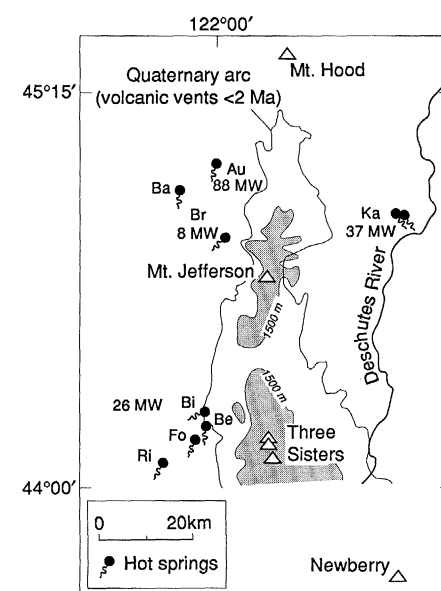 122°00′
Mt. Hood
45°15′
Quaternary arc
(volcanic vents <2 Ma)
Au
88 MW
Ba
Br
8 MW
Ka
37 MW
Mt. Jefferson
Deschutes River
1500 m
1500 m
26 MW
Bi
Be
Fo
Three
Sisters
Ri
44°00′
0
20km
Hot springs
Newberry